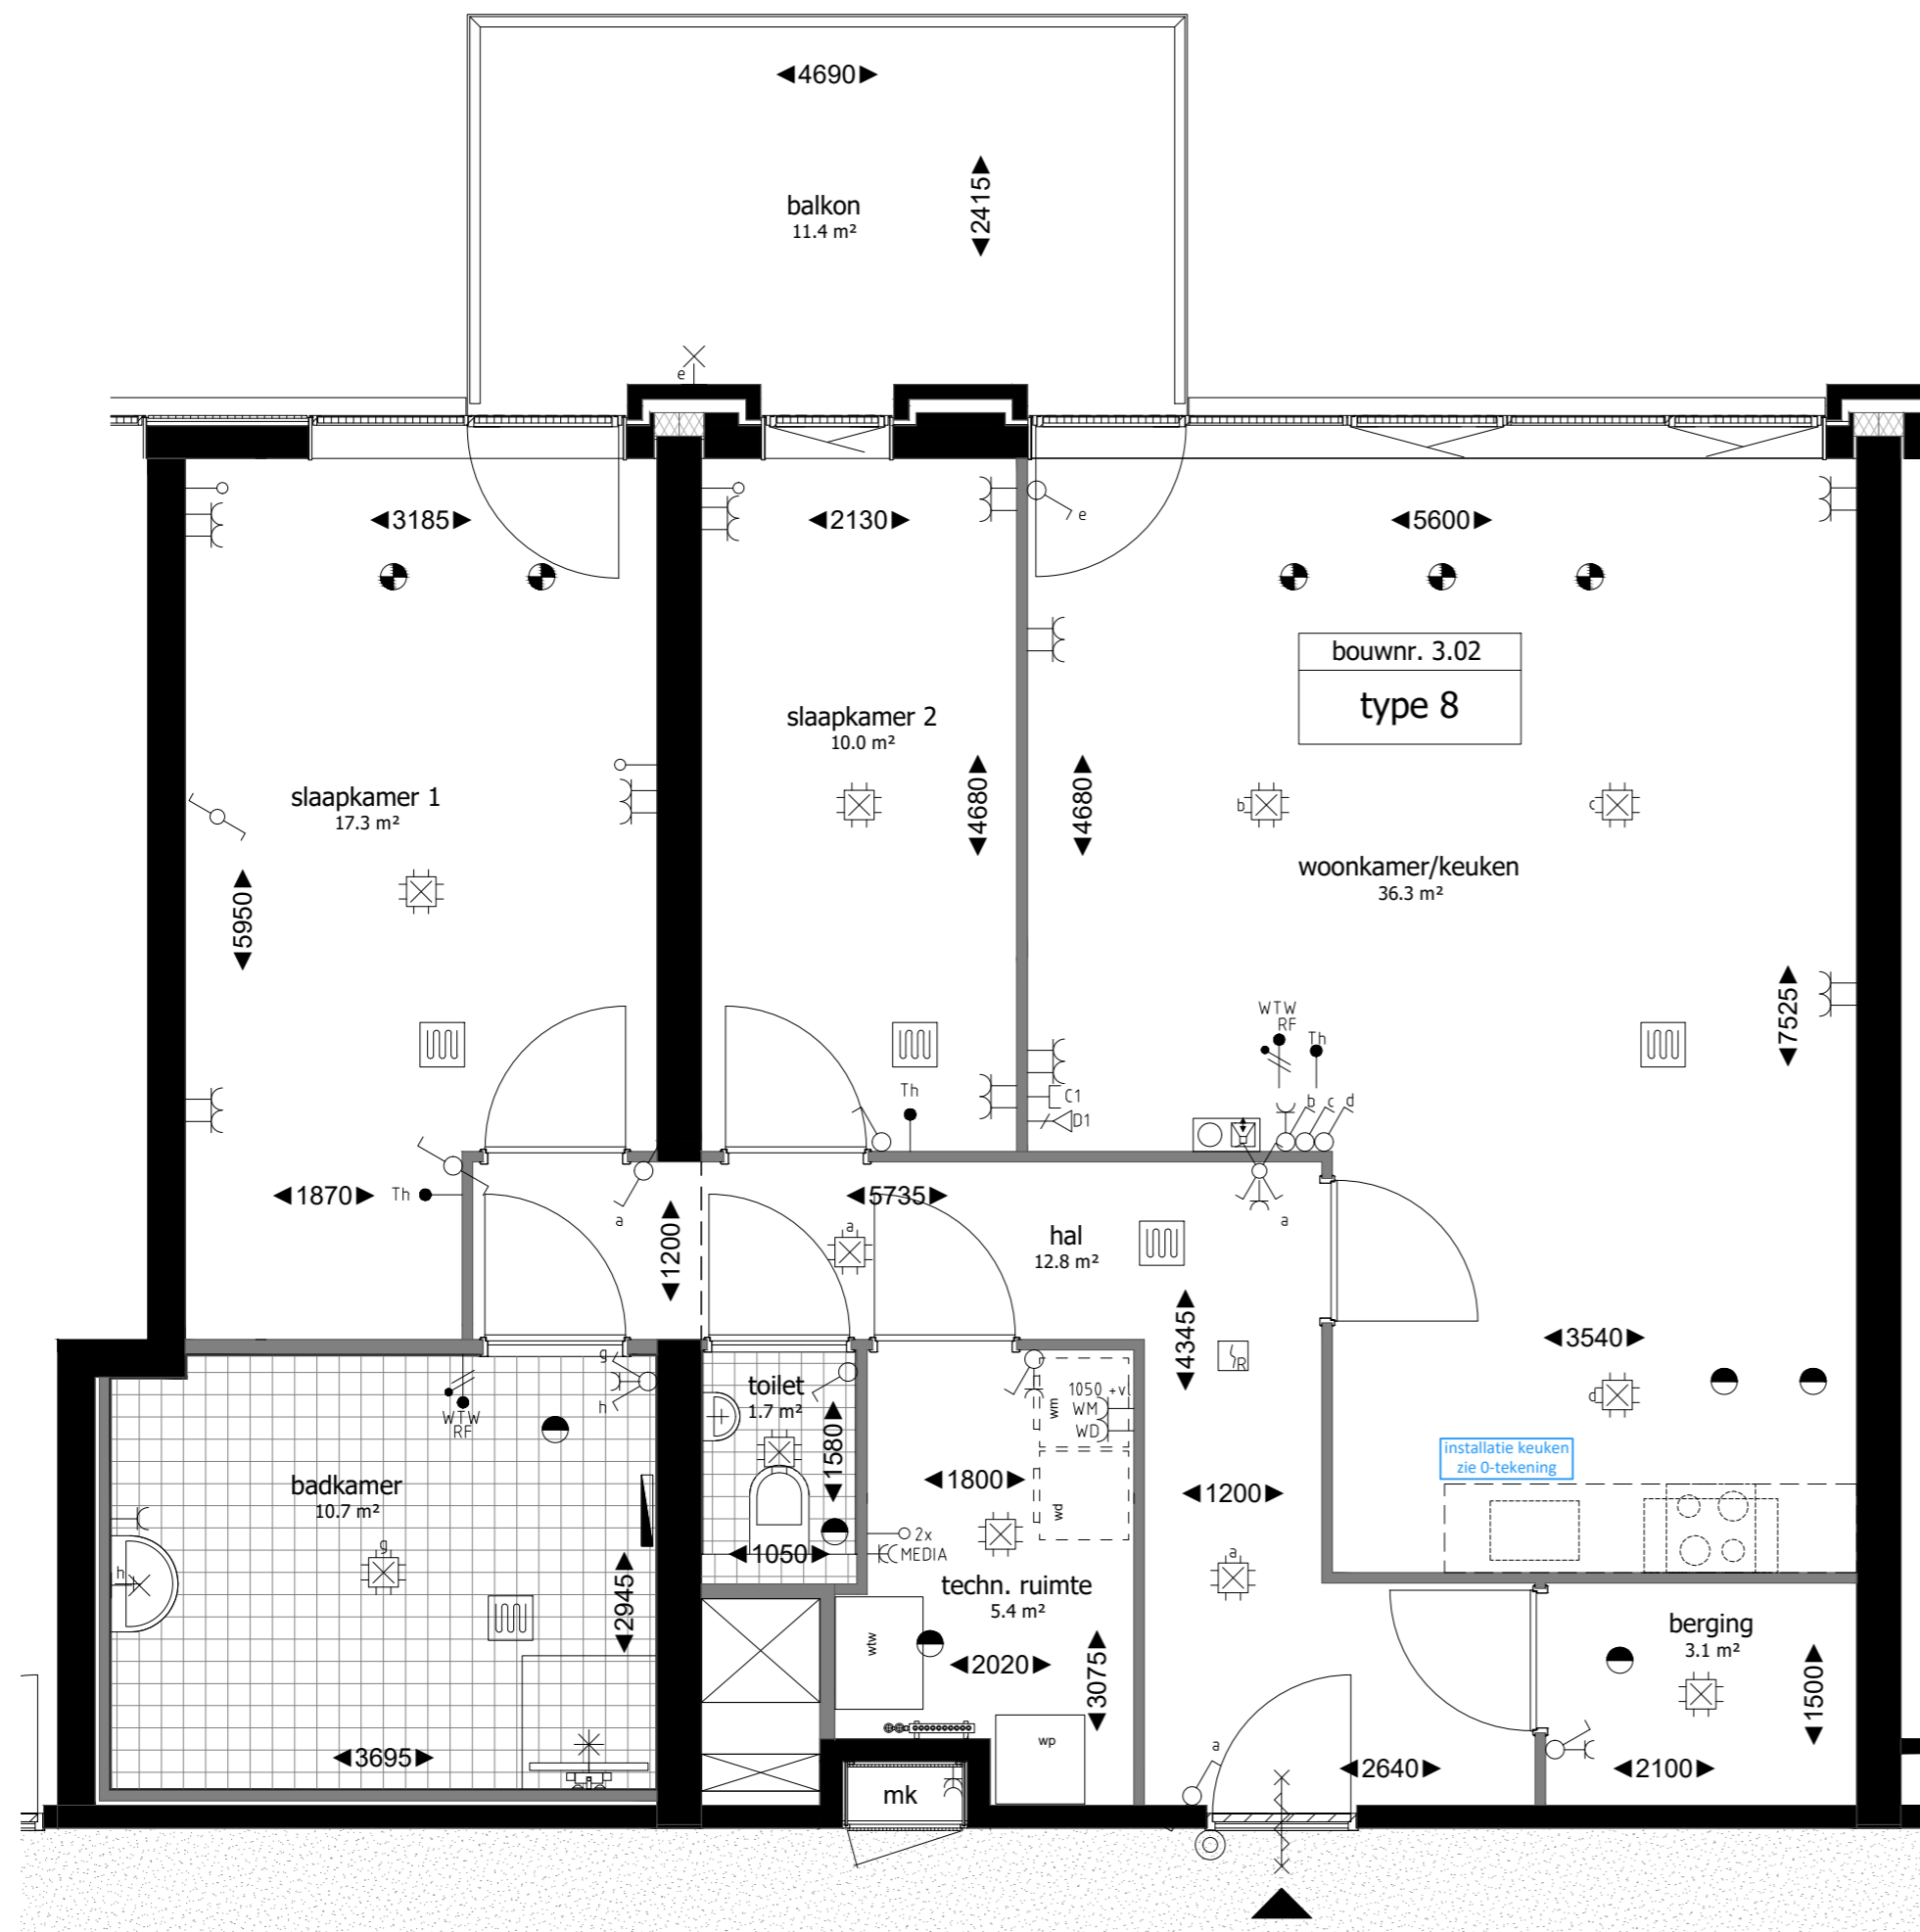 4690
balkon
11.4 m²
2415
e
3185
2130
5600
e
bouwnr. 3.02
type 8
slaapkamer 2
10.0 m²
slaapkamer 1
17.3 m²
4680
4680
b
c
woonkamer/keuken
36.3 m²
5950
7525
WTW
RF
Th
Th
C1
D1
b c d
1870
Th
a
1200
5735
a
hal
12.8 m²
a
4345
3540
R
d
g
h
WTW
RF
toilet
1.7 m²
1580
1050 +vl
WM
WD
wm
installatie keuken
zie 0-tekening
badkamer
10.7 m²
1800
1200
wd
2x
MEDIA
1050
g
h
2945
techn. ruimte
5.4 m²
a
berging
3.1 m²
wtw
2020
3075
1500
wp
a
3695
2640
2100
mk